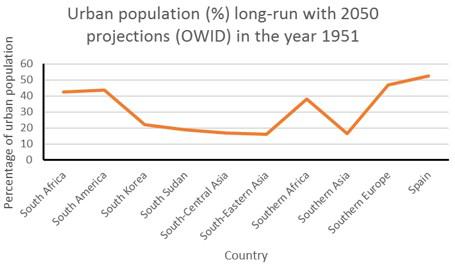 Urban population (%) long-run with 2050
projections (OWID) in the year 1951
Percentage of urban population
60
50
40
30
20
10
0
South Africa
South America
South Korea
South Sudan
South-Central Asia
South-Eastern Asia
Southern Africa
Southern Asia
Southern Europe
Spain
Country